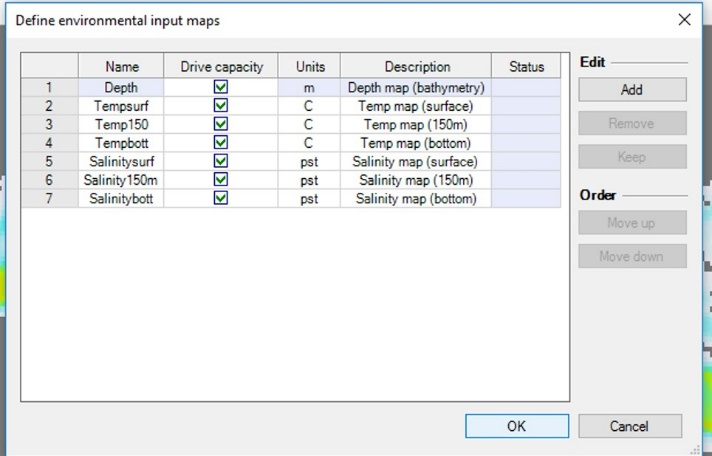 Define environmental input maps
Name Drive capacity Units Description Status
1 Depth m Depth map (bathymetry)
2 Tempsurf C Temp map (surface)
3 Temp150 C Temp map (150m)
4 Tempbott C Temp map (bottom)
5 Salinitysurf pst Salinity map (surface)
6 Salinity150m pst Salinity map (150m)
7 Salinitybott pst Salinity map (bottom)
Edit
Add
Remove
Keep
Order
Move up
Move down
OK Cancel